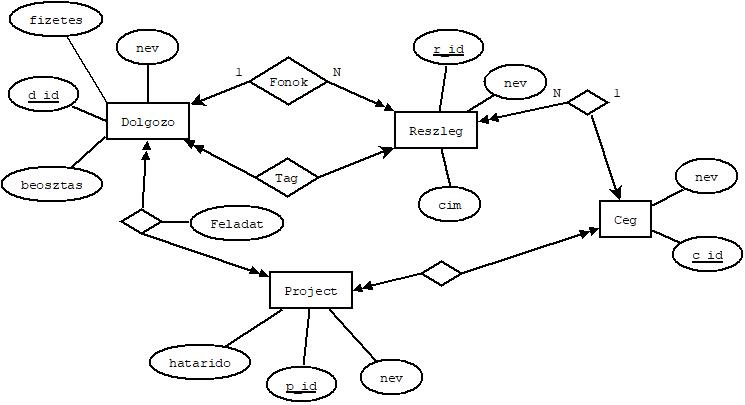 fizetes
nev
1
Fonok
N
r_id
nev
N
1
d_id
Dolgozo
Reszleg
beosztas
Tag
nev
cim
Feladat
Ceg
c_id
Project
hatarido
p_id
nev